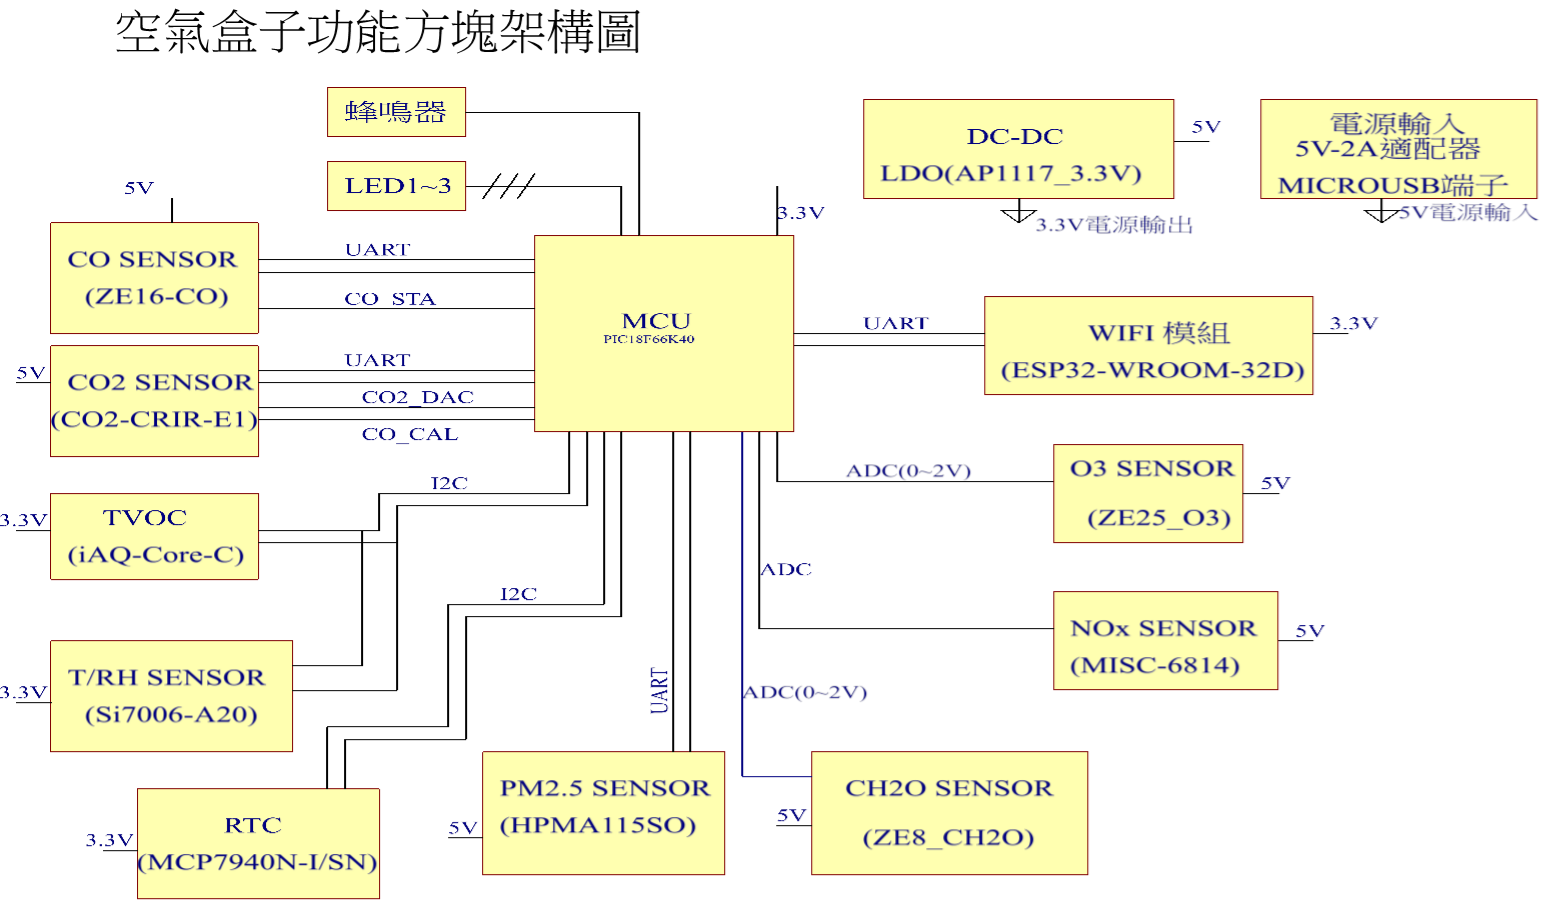 空氣盒子功能方塊架構圖
蜂鳴器
LED1~3
DC-DC
LDO(AP1117_3.3V)
5V
3.3V電源輸出
電源輸入
5V-2A適配器
MICROUSB端子
5V電源輸入
5V
CO SENSOR
(ZE16-CO)
UART
CO_STA
3.3V
MCU
PIC18F66K40
UART
WIFI 模組
(ESP32-WROOM-32D)
3.3V
5V
CO2 SENSOR
(CO2-CRIR-E1)
UART
CO2_DAC
CO_CAL
I2C
ADC(0~2V)
O3 SENSOR
(ZE25_O3)
5V
3.3V
TVOC
(iAQ-Core-C)
I2C
ADC
NOx SENSOR
(MISC-6814)
5V
3.3V
T/RH SENSOR
(Si7006-A20)
UART
ADC(0~2V)
3.3V
RTC
(MCP7940N-I/SN)
5V
PM2.5 SENSOR
(HPMA115SO)
5V
CH2O SENSOR
(ZE8_CH2O)